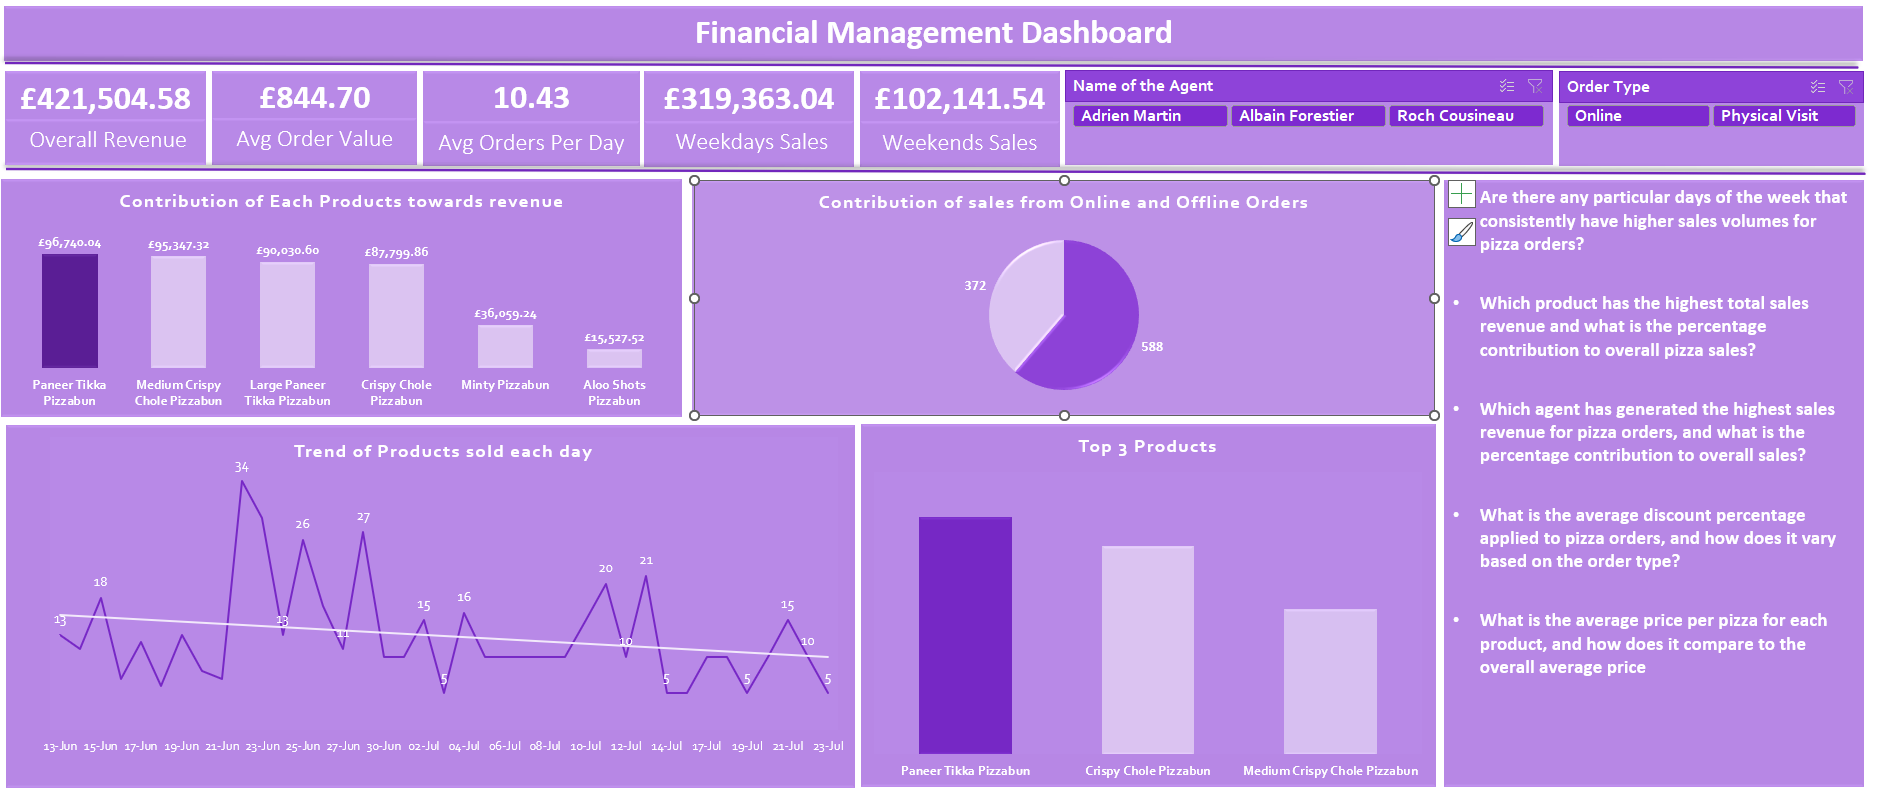 Financial Management Dashboard
£421,504.58
Overall Revenue
£844.70
Avg Order Value
10.43
Avg Orders Per Day
£319,363.04
Weekdays Sales
£102,141.54
Weekends Sales
Name of the Agent
Adrien Martin
Albain Forestier
Roch Cousineau
Order Type
Online
Physical Visit
Contribution of Each Products towards revenue
£96,740.04
£95,347.32
£90,030.60
£87,799.86
£36,059.24
£15,527.52
Paneer Tikka
Pizzabun
Medium Crispy
Chole Pizzabun
Large Paneer
Tikka Pizzabun
Crispy Chole
Pizzabun
Minty Pizzabun
Aloo Shots
Pizzabun
Contribution of sales from Online and Offline Orders
372
588
Are there any particular days of the week that
consistently have higher sales volumes for
pizza orders?
• Which product has the highest total sales
revenue and what is the percentage
contribution to overall pizza sales?
• Which agent has generated the highest sales
revenue for pizza orders, and what is the
percentage contribution to overall sales?
• What is the average discount percentage
applied to pizza orders, and how does it vary
based on the order type?
• What is the average price per pizza for each
product, and how does it compare to the
overall average price
Trend of Products sold each day
13
18
34
13
26
11
27
15
5
16
20
10
21
5
5
15
10
5
13-Jun
15-Jun
17-Jun
19-Jun
21-Jun
23-Jun
25-Jun
27-Jun
30-Jun
02-Jul
04-Jul
06-Jul
08-Jul
10-Jul
12-Jul
14-Jul
17-Jul
19-Jul
21-Jul
23-Jul
Top 3 Products
Paneer Tikka Pizzabun
Crispy Chole Pizzabun
Medium Crispy Chole Pizzabun